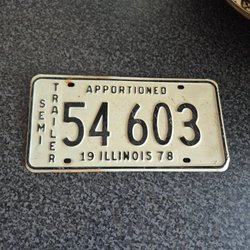 APPORTIONED
SEMI
TRAILER
54 603
19 ILLINOIS 78